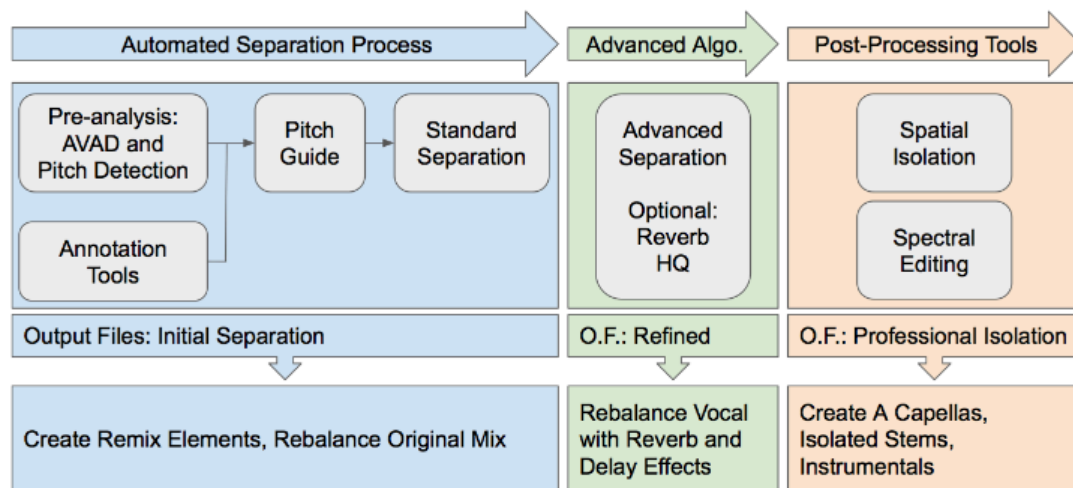 Automated Separation Process
Advanced Algo.
Post-Processing Tools
Pre-analysis:
AVAD and
Pitch Detection
Annotation
Tools
Pitch
Guide
Standard
Separation
Advanced
Separation
Optional:
Reverb
HQ
Spatial
Isolation
Spectral
Editing
Output Files: Initial Separation
O.F.: Refined
O.F.: Professional Isolation
Create Remix Elements, Rebalance Original Mix
Rebalance Vocal
with Reverb and
Delay Effects
Create A Capellas,
Isolated Stems,
Instrumentals